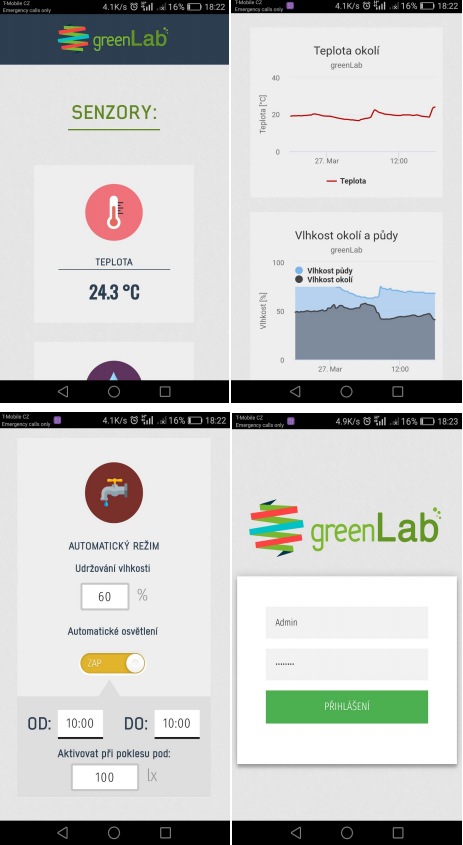 T-Mobile CZ
Emergency calls only
4.1K/s 16% 18:22
greenLab
SENZORY:
TEPLOTA
24.3 °C
T-Mobile CZ
Emergency calls only
4.1K/s 16% 18:22
Teplota okolí
greenLab
Teplota [°C]
40
20
0
27. Mar
12:00
Teplota
Vlhkost okolí a půdy
greenLab
Vlhkost [%]
100
50
0
Vlhkost půdy
Vlhkost okolí
27. Mar
12:00
T-Mobile CZ
Emergency calls only
4.1K/s 16% 18:22
AUTOMATICKÝ REŽIM
Udržování vlhkosti
60 %
Automatické osvětlení
ZAP
OD: 10:00 DO: 10:00
Aktivovat při poklesu pod:
100 lx
T-Mobile CZ
Emergency calls only
4.9K/s 16% 18:23
greenLab
Admin
••••••••
PŘIHLÁŠENÍ